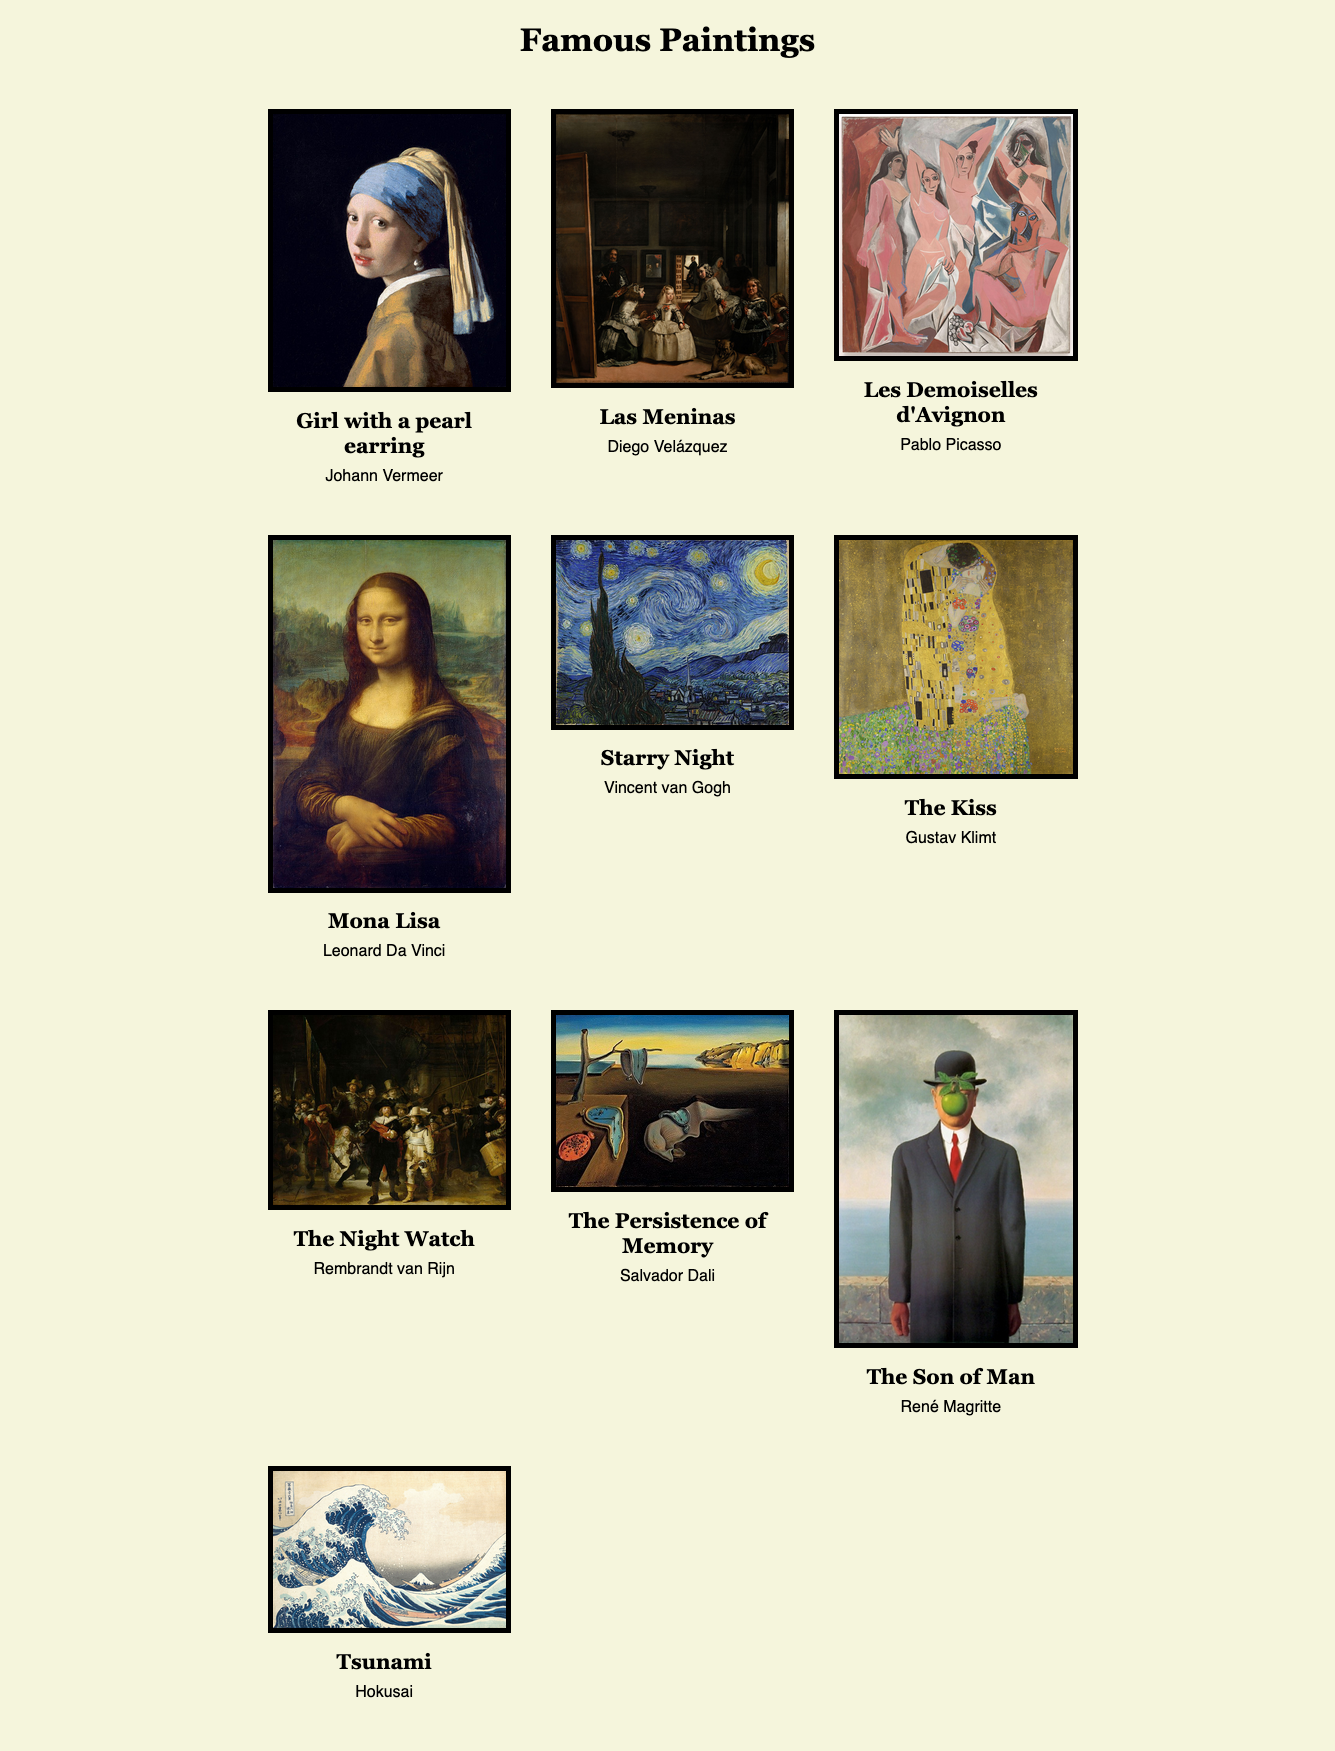 Famous Paintings
Girl with a pearl
earring
Johann Vermeer
Las Meninas
Diego Velázquez
Les Demoiselles
d'Avignon
Pablo Picasso
Mona Lisa
Leonard Da Vinci
Starry Night
Vincent van Gogh
The Kiss
Gustav Klimt
The Night Watch
Rembrandt van Rijn
The Persistence of
Memory
Salvador Dali
The Son of Man
René Magritte
Tsunami
Hokusai